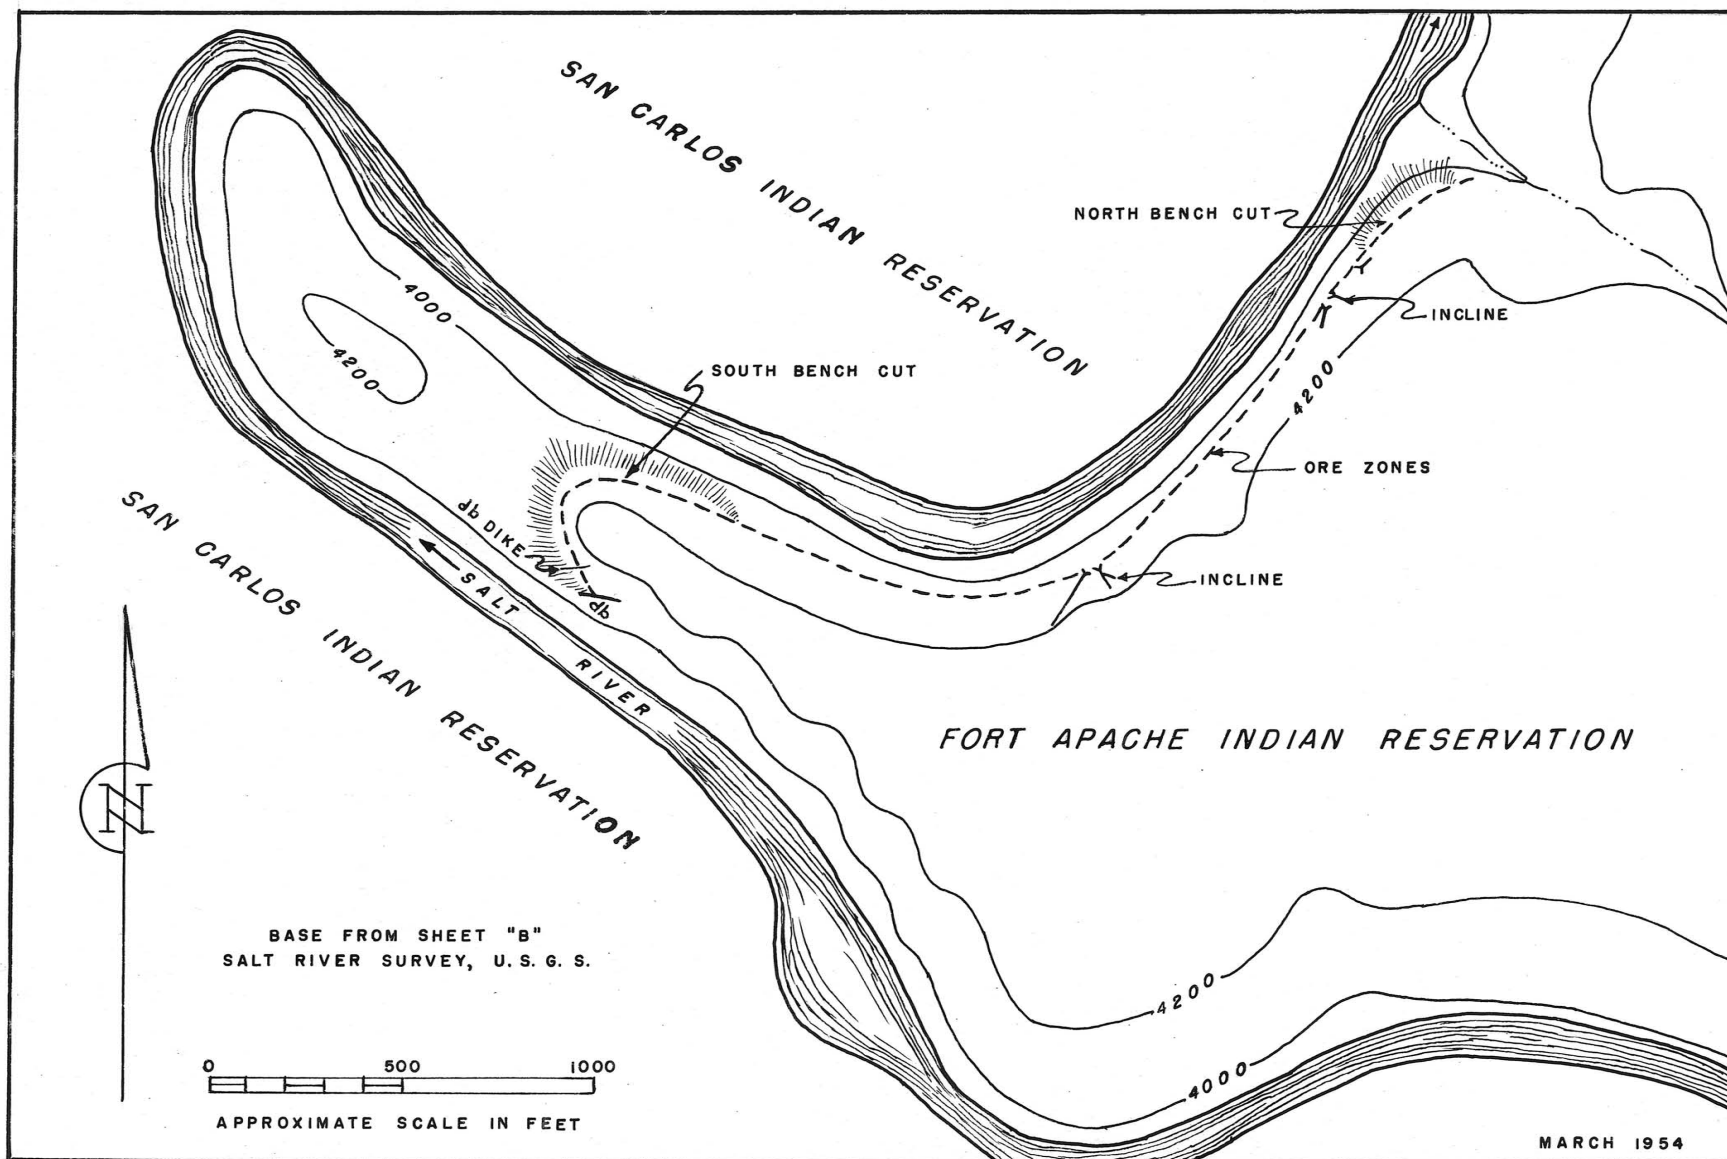 SAN CARLOS INDIAN RESERVATION
NORTH BENCH CUT
INCLINE
4000
4200
SOUTH BENCH CUT
4200
ORE ZONES
db DIKE
INCLINE
SAN CARLOS INDIAN RESERVATION
SALT RIVER
db
FORT APACHE INDIAN RESERVATION
N
BASE FROM SHEET "B"
SALT RIVER SURVEY, U.S.G.S.
4200
4000
0 500 1000
APPROXIMATE SCALE IN FEET
MARCH 1954